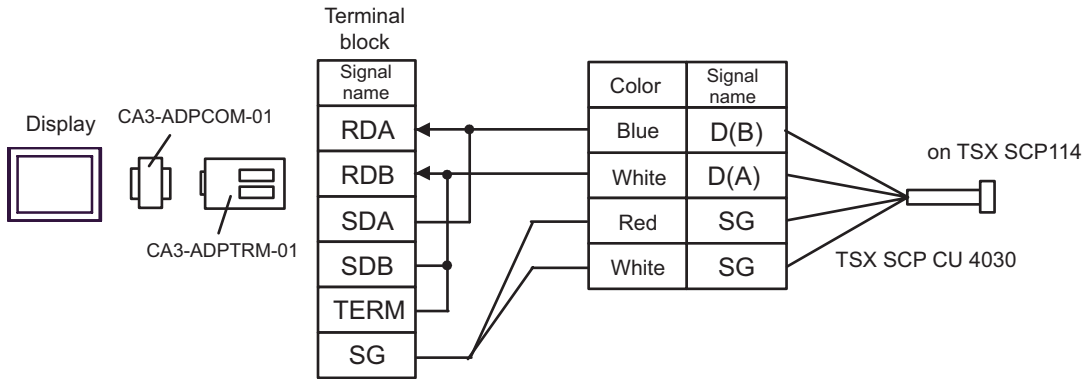 Display
CA3-ADPCOM-01
CA3-ADPTRM-01
Terminal
block
Signal
name
RDA
RDB
SDA
SDB
TERM
SG
Color
Signal
name
Blue
D(B)
White
D(A)
Red
SG
White
SG
on TSX SCP114
TSX SCP CU 4030